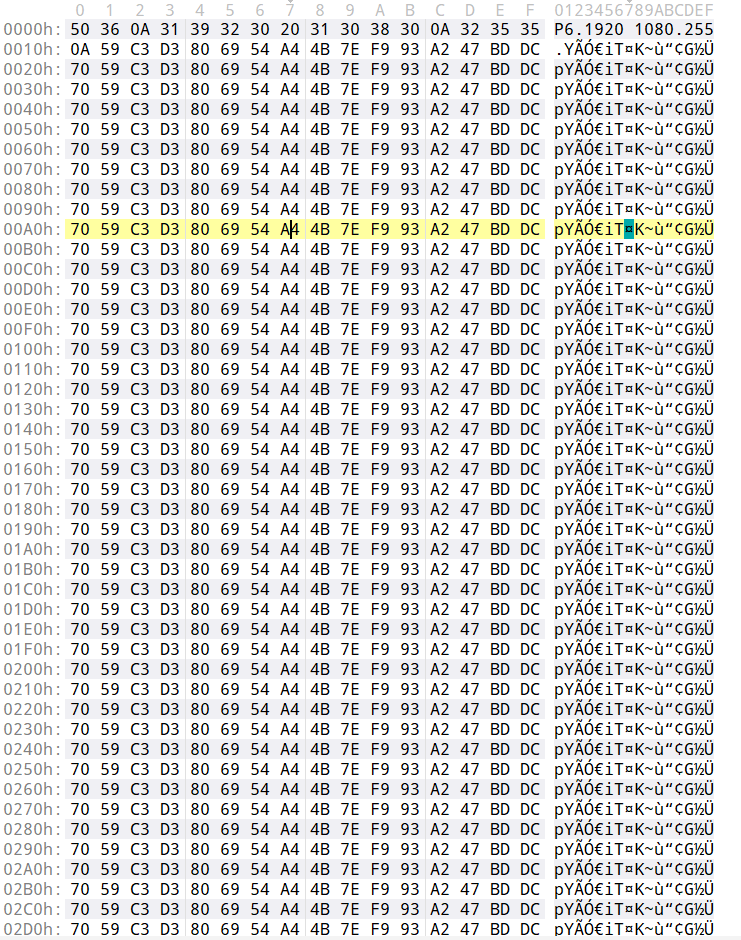 0 1 2 3 4 5 6 7 8 9 A B C D E F 0123456789ABCDEF
0000h: 50 36 0A 31 39 32 30 20 31 30 38 30 0A 32 35 35 P6.1920 1080.255
0010h: 0A 59 C3 D3 80 69 54 A4 4B 7E F9 93 A2 47 BD DC .YÃÓ€iT¤K~ù“¢G½Ü
0020h: 70 59 C3 D3 80 69 54 A4 4B 7E F9 93 A2 47 BD DC pYÃÓ€iT¤K~ù“¢G½Ü
0030h: 70 59 C3 D3 80 69 54 A4 4B 7E F9 93 A2 47 BD DC pYÃÓ€iT¤K~ù“¢G½Ü
0040h: 70 59 C3 D3 80 69 54 A4 4B 7E F9 93 A2 47 BD DC pYÃÓ€iT¤K~ù“¢G½Ü
0050h: 70 59 C3 D3 80 69 54 A4 4B 7E F9 93 A2 47 BD DC pYÃÓ€iT¤K~ù“¢G½Ü
0060h: 70 59 C3 D3 80 69 54 A4 4B 7E F9 93 A2 47 BD DC pYÃÓ€iT¤K~ù“¢G½Ü
0070h: 70 59 C3 D3 80 69 54 A4 4B 7E F9 93 A2 47 BD DC pYÃÓ€iT¤K~ù“¢G½Ü
0080h: 70 59 C3 D3 80 69 54 A4 4B 7E F9 93 A2 47 BD DC pYÃÓ€iT¤K~ù“¢G½Ü
0090h: 70 59 C3 D3 80 69 54 A4 4B 7E F9 93 A2 47 BD DC pYÃÓ€iT¤K~ù“¢G½Ü
00A0h: 70 59 C3 D3 80 69 54 A4 4B 7E F9 93 A2 47 BD DC pYÃÓ€iT¤K~ù“¢G½Ü
00B0h: 70 59 C3 D3 80 69 54 A4 4B 7E F9 93 A2 47 BD DC pYÃÓ€iT¤K~ù“¢G½Ü
00C0h: 70 59 C3 D3 80 69 54 A4 4B 7E F9 93 A2 47 BD DC pYÃÓ€iT¤K~ù“¢G½Ü
00D0h: 70 59 C3 D3 80 69 54 A4 4B 7E F9 93 A2 47 BD DC pYÃÓ€iT¤K~ù“¢G½Ü
00E0h: 70 59 C3 D3 80 69 54 A4 4B 7E F9 93 A2 47 BD DC pYÃÓ€iT¤K~ù“¢G½Ü
00F0h: 70 59 C3 D3 80 69 54 A4 4B 7E F9 93 A2 47 BD DC pYÃÓ€iT¤K~ù“¢G½Ü
0100h: 70 59 C3 D3 80 69 54 A4 4B 7E F9 93 A2 47 BD DC pYÃÓ€iT¤K~ù“¢G½Ü
0110h: 70 59 C3 D3 80 69 54 A4 4B 7E F9 93 A2 47 BD DC pYÃÓ€iT¤K~ù“¢G½Ü
0120h: 70 59 C3 D3 80 69 54 A4 4B 7E F9 93 A2 47 BD DC pYÃÓ€iT¤K~ù“¢G½Ü
0130h: 70 59 C3 D3 80 69 54 A4 4B 7E F9 93 A2 47 BD DC pYÃÓ€iT¤K~ù“¢G½Ü
0140h: 70 59 C3 D3 80 69 54 A4 4B 7E F9 93 A2 47 BD DC pYÃÓ€iT¤K~ù“¢G½Ü
0150h: 70 59 C3 D3 80 69 54 A4 4B 7E F9 93 A2 47 BD DC pYÃÓ€iT¤K~ù“¢G½Ü
0160h: 70 59 C3 D3 80 69 54 A4 4B 7E F9 93 A2 47 BD DC pYÃÓ€iT¤K~ù“¢G½Ü
0170h: 70 59 C3 D3 80 69 54 A4 4B 7E F9 93 A2 47 BD DC pYÃÓ€iT¤K~ù“¢G½Ü
0180h: 70 59 C3 D3 80 69 54 A4 4B 7E F9 93 A2 47 BD DC pYÃÓ€iT¤K~ù“¢G½Ü
0190h: 70 59 C3 D3 80 69 54 A4 4B 7E F9 93 A2 47 BD DC pYÃÓ€iT¤K~ù“¢G½Ü
01A0h: 70 59 C3 D3 80 69 54 A4 4B 7E F9 93 A2 47 BD DC pYÃÓ€iT¤K~ù“¢G½Ü
01B0h: 70 59 C3 D3 80 69 54 A4 4B 7E F9 93 A2 47 BD DC pYÃÓ€iT¤K~ù“¢G½Ü
01C0h: 70 59 C3 D3 80 69 54 A4 4B 7E F9 93 A2 47 BD DC pYÃÓ€iT¤K~ù“¢G½Ü
01D0h: 70 59 C3 D3 80 69 54 A4 4B 7E F9 93 A2 47 BD DC pYÃÓ€iT¤K~ù“¢G½Ü
01E0h: 70 59 C3 D3 80 69 54 A4 4B 7E F9 93 A2 47 BD DC pYÃÓ€iT¤K~ù“¢G½Ü
01F0h: 70 59 C3 D3 80 69 54 A4 4B 7E F9 93 A2 47 BD DC pYÃÓ€iT¤K~ù“¢G½Ü
0200h: 70 59 C3 D3 80 69 54 A4 4B 7E F9 93 A2 47 BD DC pYÃÓ€iT¤K~ù“¢G½Ü
0210h: 70 59 C3 D3 80 69 54 A4 4B 7E F9 93 A2 47 BD DC pYÃÓ€iT¤K~ù“¢G½Ü
0220h: 70 59 C3 D3 80 69 54 A4 4B 7E F9 93 A2 47 BD DC pYÃÓ€iT¤K~ù“¢G½Ü
0230h: 70 59 C3 D3 80 69 54 A4 4B 7E F9 93 A2 47 BD DC pYÃÓ€iT¤K~ù“¢G½Ü
0240h: 70 59 C3 D3 80 69 54 A4 4B 7E F9 93 A2 47 BD DC pYÃÓ€iT¤K~ù“¢G½Ü
0250h: 70 59 C3 D3 80 69 54 A4 4B 7E F9 93 A2 47 BD DC pYÃÓ€iT¤K~ù“¢G½Ü
0260h: 70 59 C3 D3 80 69 54 A4 4B 7E F9 93 A2 47 BD DC pYÃÓ€iT¤K~ù“¢G½Ü
0270h: 70 59 C3 D3 80 69 54 A4 4B 7E F9 93 A2 47 BD DC pYÃÓ€iT¤K~ù“¢G½Ü
0280h: 70 59 C3 D3 80 69 54 A4 4B 7E F9 93 A2 47 BD DC pYÃÓ€iT¤K~ù“¢G½Ü
0290h: 70 59 C3 D3 80 69 54 A4 4B 7E F9 93 A2 47 BD DC pYÃÓ€iT¤K~ù“¢G½Ü
02A0h: 70 59 C3 D3 80 69 54 A4 4B 7E F9 93 A2 47 BD DC pYÃÓ€iT¤K~ù“¢G½Ü
02B0h: 70 59 C3 D3 80 69 54 A4 4B 7E F9 93 A2 47 BD DC pYÃÓ€iT¤K~ù“¢G½Ü
02C0h: 70 59 C3 D3 80 69 54 A4 4B 7E F9 93 A2 47 BD DC pYÃÓ€iT¤K~ù“¢G½Ü
02D0h: 70 59 C3 D3 80 69 54 A4 4B 7E F9 93 A2 47 BD DC pYÃÓ€iT¤K~ù“¢G½Ü